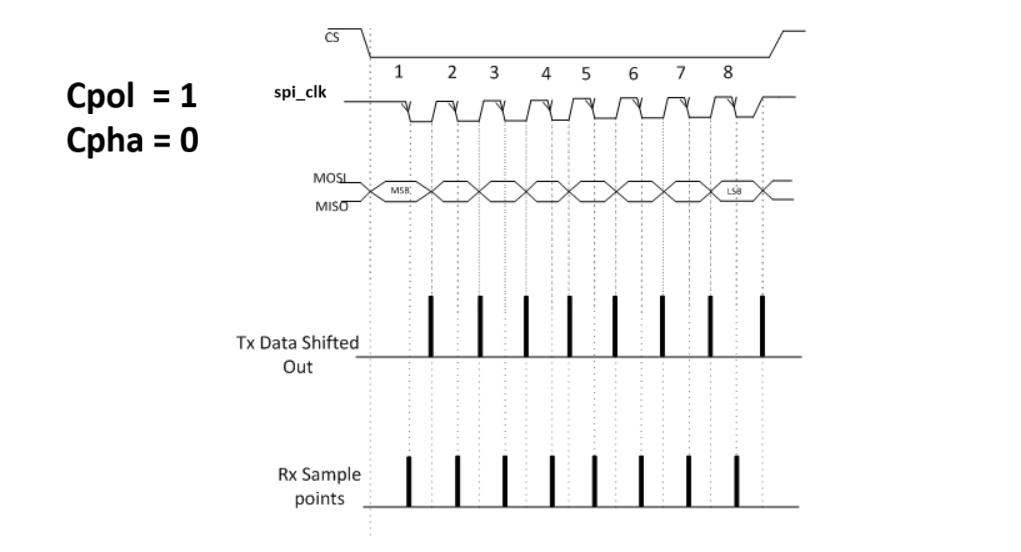 CS
1 2 3 4 5 6 7 8
Cpol = 1
spi_clk
Cpha = 0
MOSI
MSB
LSB
MISO
Tx Data Shifted
Out
Rx Sample
points